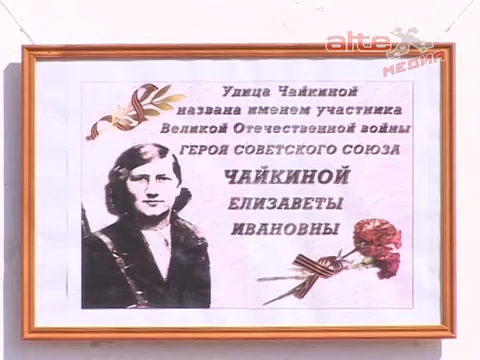 alte
МЕДИА
Улица Чайкиной
названа именем участника
Великой Отечественной войны
ГЕРОЯ СОВЕТСКОГО СОЮЗА
ЧАЙКИНОЙ
ЕЛИЗАВЕТЫ
ИВАНОВНЫ